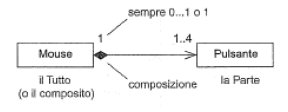 sempre 0...1 o 1
1
1..4
Mouse
Pulsante
il Tutto
(o il composito)
composizione
la Parte